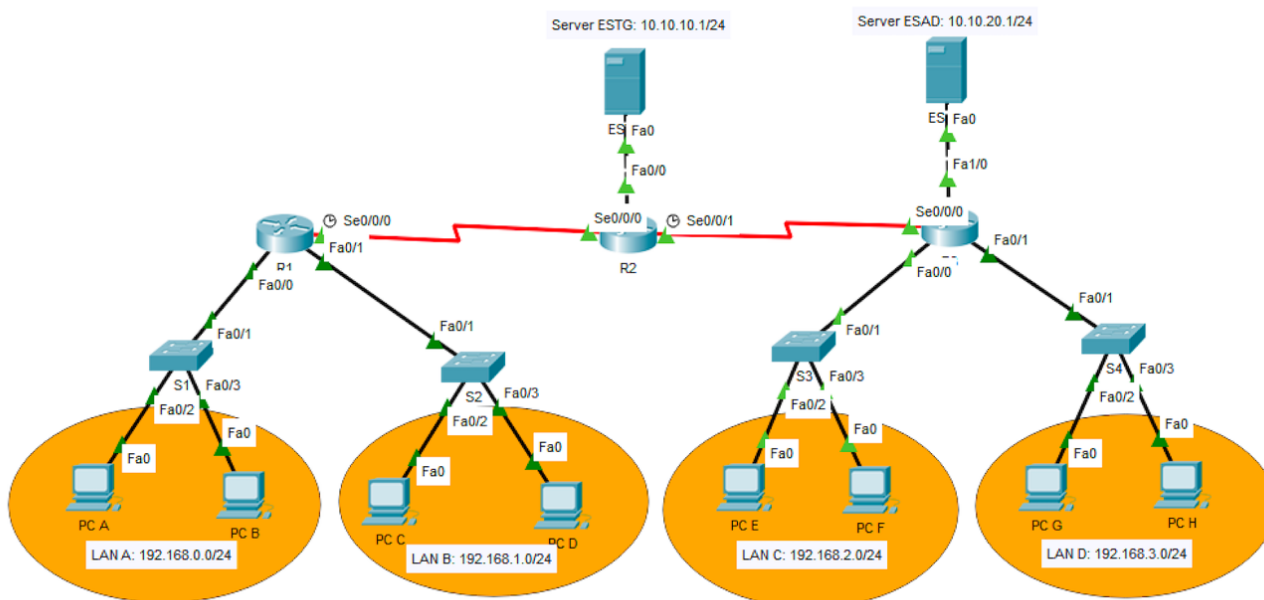 Server ESTG: 10.10.10.1/24
Server ESAD: 10.10.20.1/24
ES
Fa0
Fa0/0
Fa0
Fa1/0
Se0/0/0
Fa0/1
R1
Fa0/0
Se0/0/0
Se0/0/1
R2
Se0/0/0
Fa0/1
Fa0/0
Fa0/1
S1
Fa0/3
Fa0/2
Fa0
Fa0
PC A
PC B
LAN A: 192.168.0.0/24
Fa0/1
S2
Fa0/3
Fa0/2
Fa0
Fa0
PC C
PC D
LAN B: 192.168.1.0/24
Fa0/1
S3
Fa0/3
Fa0/2
Fa0
Fa0
PC E
PC F
LAN C: 192.168.2.0/24
Fa0/1
S4
Fa0/3
Fa0/2
Fa0
Fa0
PC G
PC H
LAN D: 192.168.3.0/24